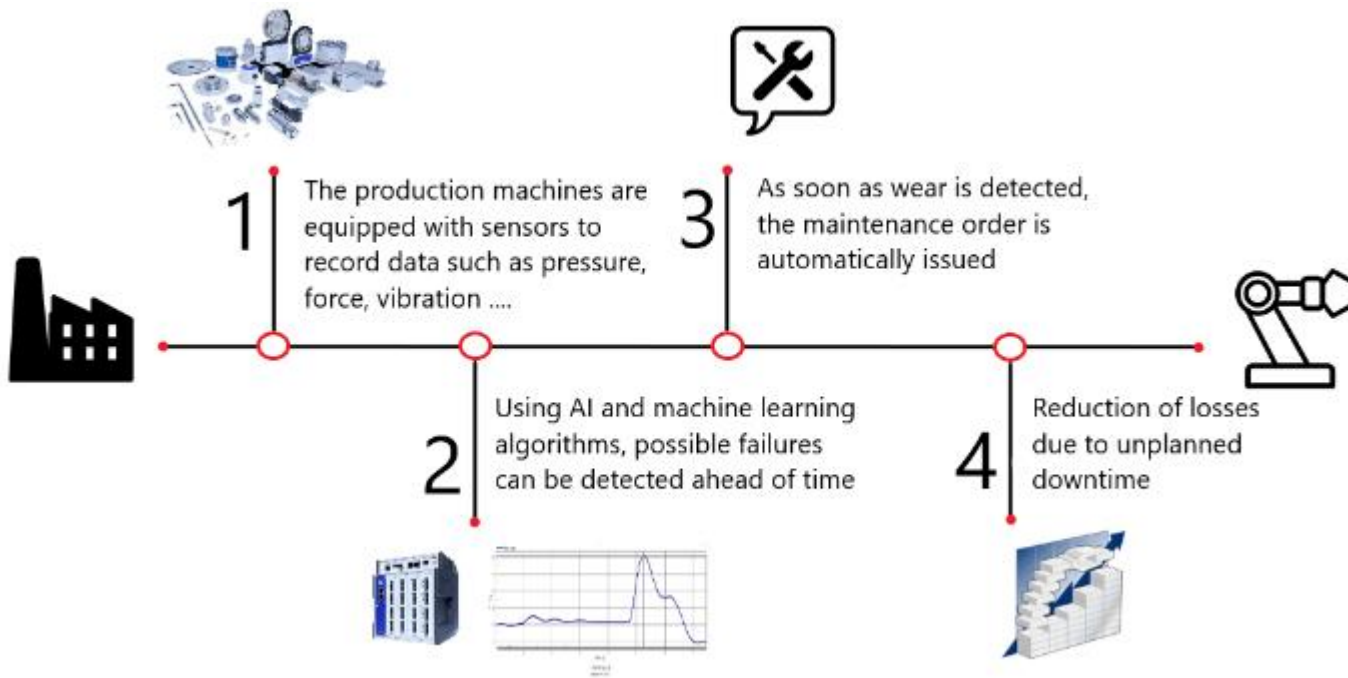 1
The production machines are
equipped with sensors to
record data such as pressure,
force, vibration ....
2
Using AI and machine learning
algorithms, possible failures
can be detected ahead of time
3
As soon as wear is detected,
the maintenance order is
automatically issued
4
Reduction of losses
due to unplanned
downtime